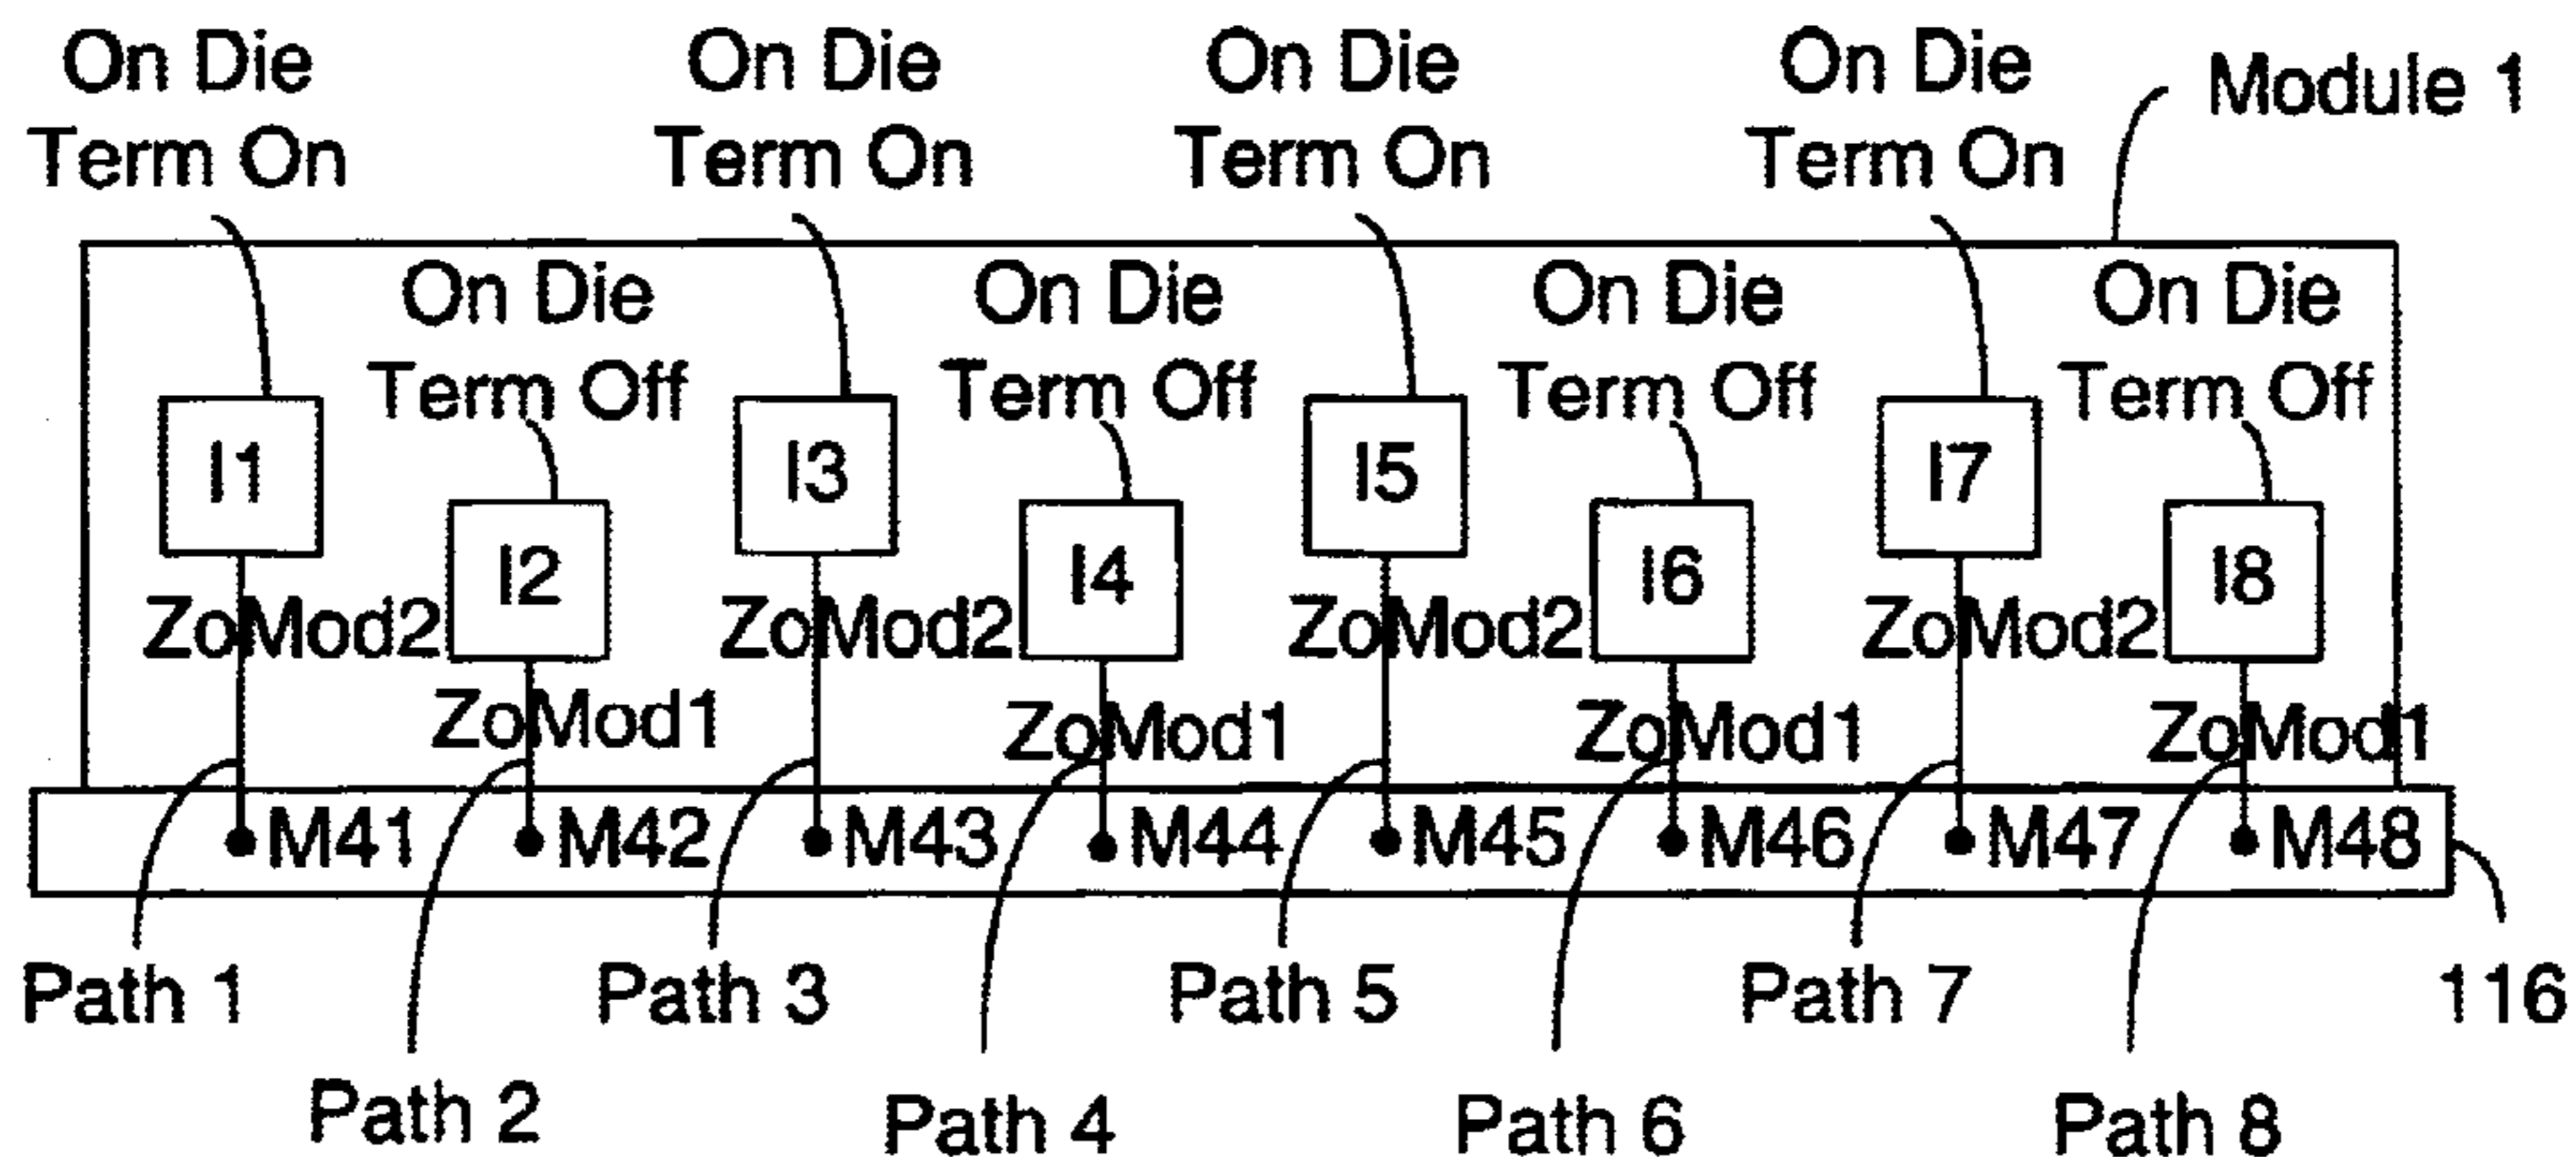 On Die On Die On Die On Die Module 1
Term On Term On Term On Term On
On Die On Die On Die On Die
Term Off Term Off Term Off Term Off
I1 I3 I5 I7
I2 I4 I6 I8
ZoMod2 ZoMod2 ZoMod2 ZoMod2
ZoMod1 ZoMod1 ZoMod1 ZoMod1
M41 M42 M43 M44 M45 M46 M47 M48
Path 1 Path 3 Path 5 Path 7 116
Path 2 Path 4 Path 6 Path 8